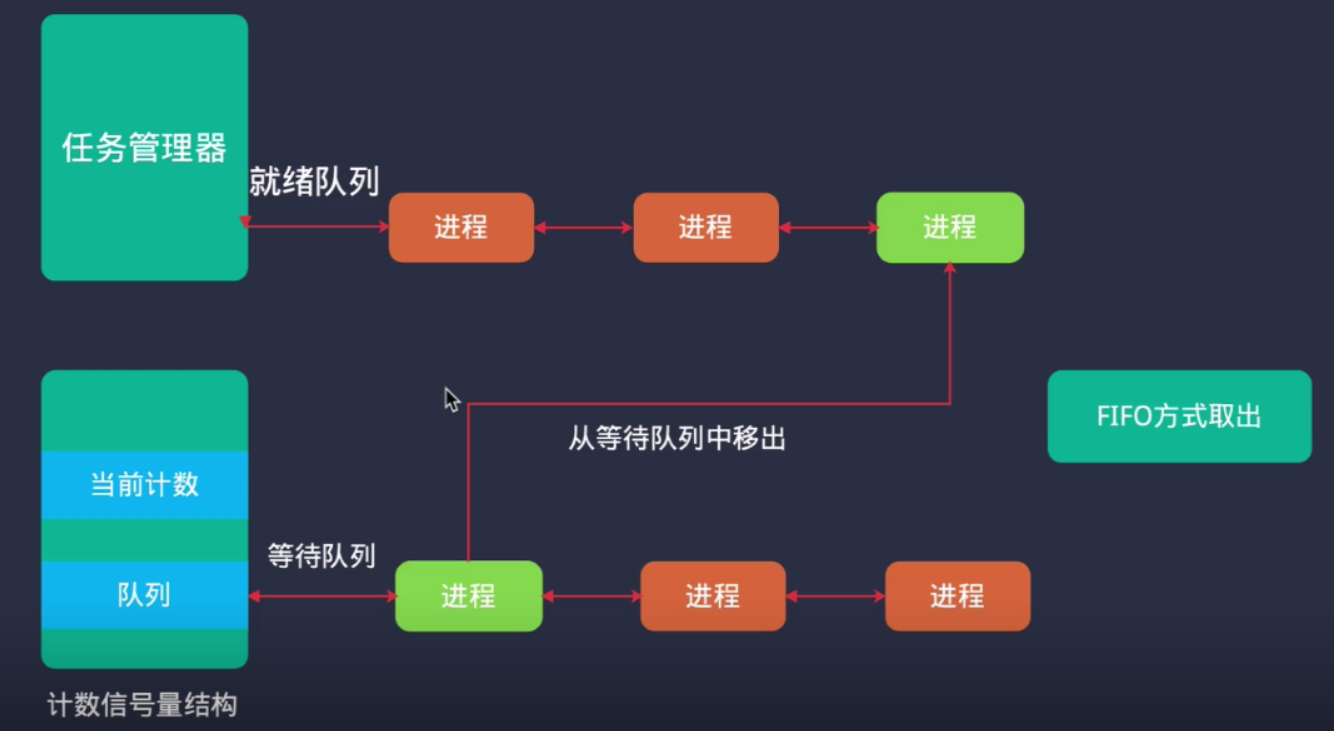 任务管理器
就绪队列
进程
进程
进程
从等待队列中移出
FIFO方式取出
当前计数
等待队列
队列
进程
进程
进程
计数信号量结构